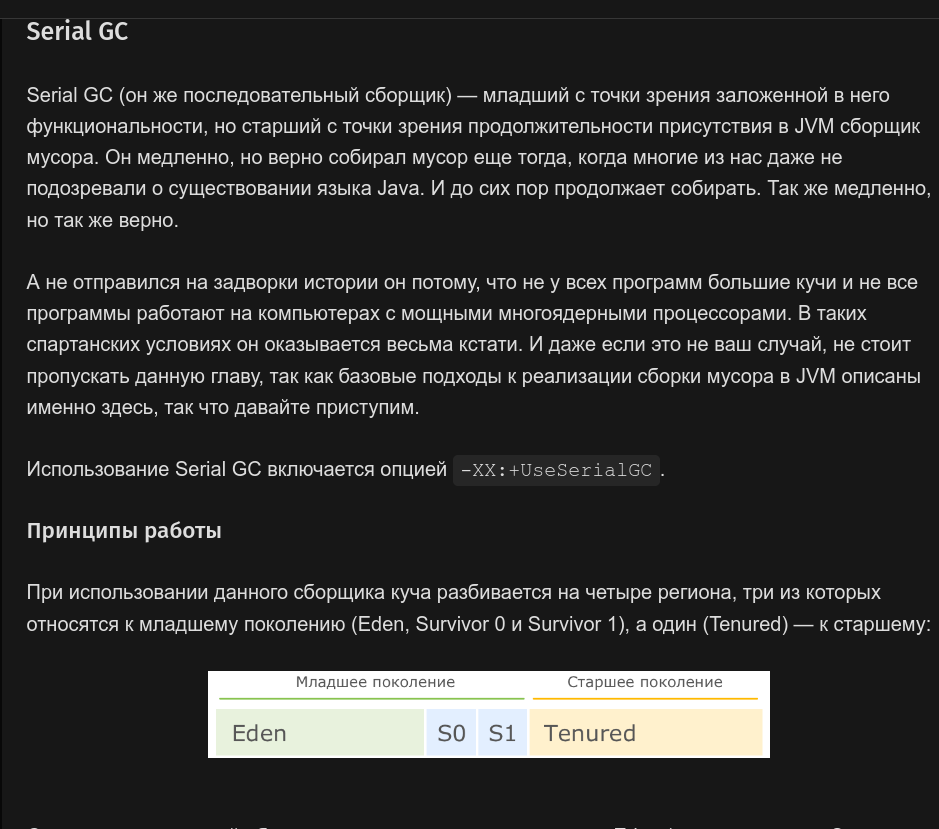 Serial GC
Serial GC (он же последовательный сборщик) — младший с точки зрения заложенной в него
функциональности, но старший с точки зрения продолжительности присутствия в JVM сборщик
мусора. Он медленно, но верно собирал мусор еще тогда, когда многие из нас даже не
подозревали о существовании языка Java. И до сих пор продолжает собирать. Так же медленно,
но так же верно.
А не отправился на задворки истории он потому, что не у всех программ большие кучи и не все
программы работают на компьютерах с мощными многоядерными процессорами. В таких
спартанских условиях он оказывается весьма кстати. И даже если это не ваш случай, не стоит
пропускать данную главу, так как базовые подходы к реализации сборки мусора в JVM описаны
именно здесь, так что давайте приступим.
Использование Serial GC включается опцией -XX:+UseSerialGC.
Принципы работы
При использовании данного сборщика куча разбивается на четыре региона, три из которых
относятся к младшему поколению (Eden, Survivor 0 и Survivor 1), а один (Tenured) — к старшему:
Младшее поколение Старшее поколение
Eden S0 S1 Tenured